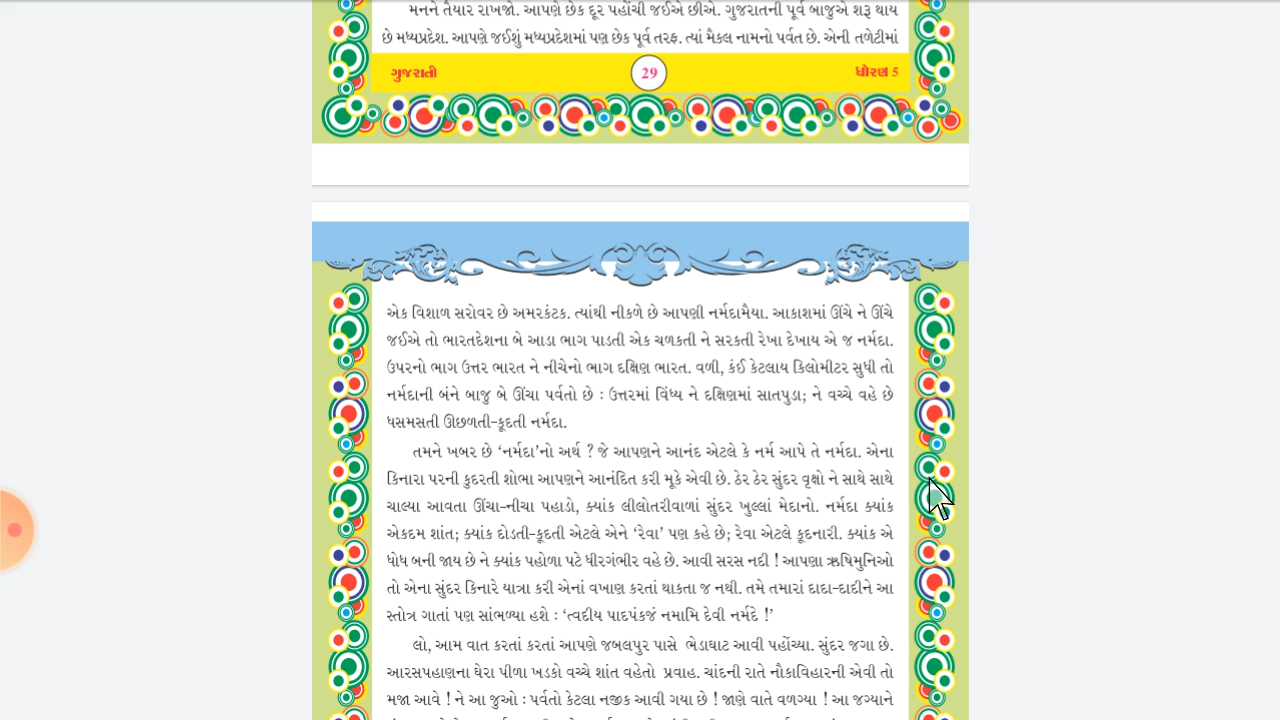 મનને તૈયાર રાખજો. આપણે છેક દૂર પહોંચી જઈએ છીએ. ગુજરાતની પૂર્વ બાજુએ શરૂ થાય
છે મધ્યપ્રદેશ. આપણે જઈશું મધ્યપ્રદેશમાં પણ છેક પૂર્વ તરફ. ત્યાં મૈકલ નામનો પર્વત છે. એની તળેટીમાં
ગુજરાતી 29 ધોરણ 5
એક વિશાળ સરોવર છે અમરકંટક. ત્યાંથી નીકળે છે આપણી નર્મદામૈયા. આકાશમાં ઊંચે ને ઊંચે
જઈએ તો ભારતદેશના બે આડા ભાગ પાડતી એક ચળકતી ને સરકતી રેખા દેખાય એ જ નર્મદા.
ઉપરનો ભાગ ઉત્તર ભારત ને નીચેનો ભાગ દક્ષિણ ભારત. વળી, કંઈ કેટલાય કિલોમીટર સુધી તો
નર્મદાની બંને બાજુ બે ઊંચા પર્વતો છે : ઉત્તરમાં વિંધ્ય ને દક્ષિણમાં સાતપુડા; ને વચ્ચે વહે છે
ધસમસતી ઊછળતી-કૂદતી નર્મદા.
તમને ખબર છે ‘નર્મદા’નો અર્થ ? જે આપણને આનંદ એટલે કે નર્મ આપે તે નર્મદા. એના
કિનારા પરની કુદરતી શોભા આપણને આનંદિત કરી મૂકે એવી છે. ઠેર ઠેર સુંદર વૃક્ષો ને સાથે સાથે
ચાલ્યા આવતા ઊંચા-નીચા પહાડો, ક્યાંક લીલોતરીવાળાં સુંદર ખુલ્લાં મેદાનો. નર્મદા ક્યાંક
એકદમ શાંત; ક્યાંક દોડતી-કૂદતી એટલે એને ‘રેવા’ પણ કહે છે; રેવા એટલે કૂદનારી. ક્યાંક એ
ધોધ બની જાય છે ને ક્યાંક પહોળા પટે ધીરગંભીર વહે છે. આવી સરસ નદી ! આપણા ઋષિમુનિઓ
તો એના સુંદર કિનારે યાત્રા કરી એનાં વખાણ કરતાં થાકતા જ નથી. તમે તમારાં દાદા-દાદીને આ
સ્તોત્ર ગાતાં પણ સાંભળ્યા હશે : ‘ત્વદીય પાદપંકજં નમામિ દેવી નર્મદે !’
લો, આમ વાત કરતાં કરતાં આપણે જબલપુર પાસે ભેડાઘાટ આવી પહોંચ્યા. સુંદર જગા છે.
આરસપહાણના ઘેરા પીળા ખડકો વચ્ચે શાંત વહેતો પ્રવાહ. ચાંદની રાતે નૌકાવિહારની એવી તો
મજા આવે ! ને આ જુઓ : પર્વતો કેટલા નજીક આવી ગયા છે ! જાણે વાતે વળગ્યા ! આ જગ્યાને